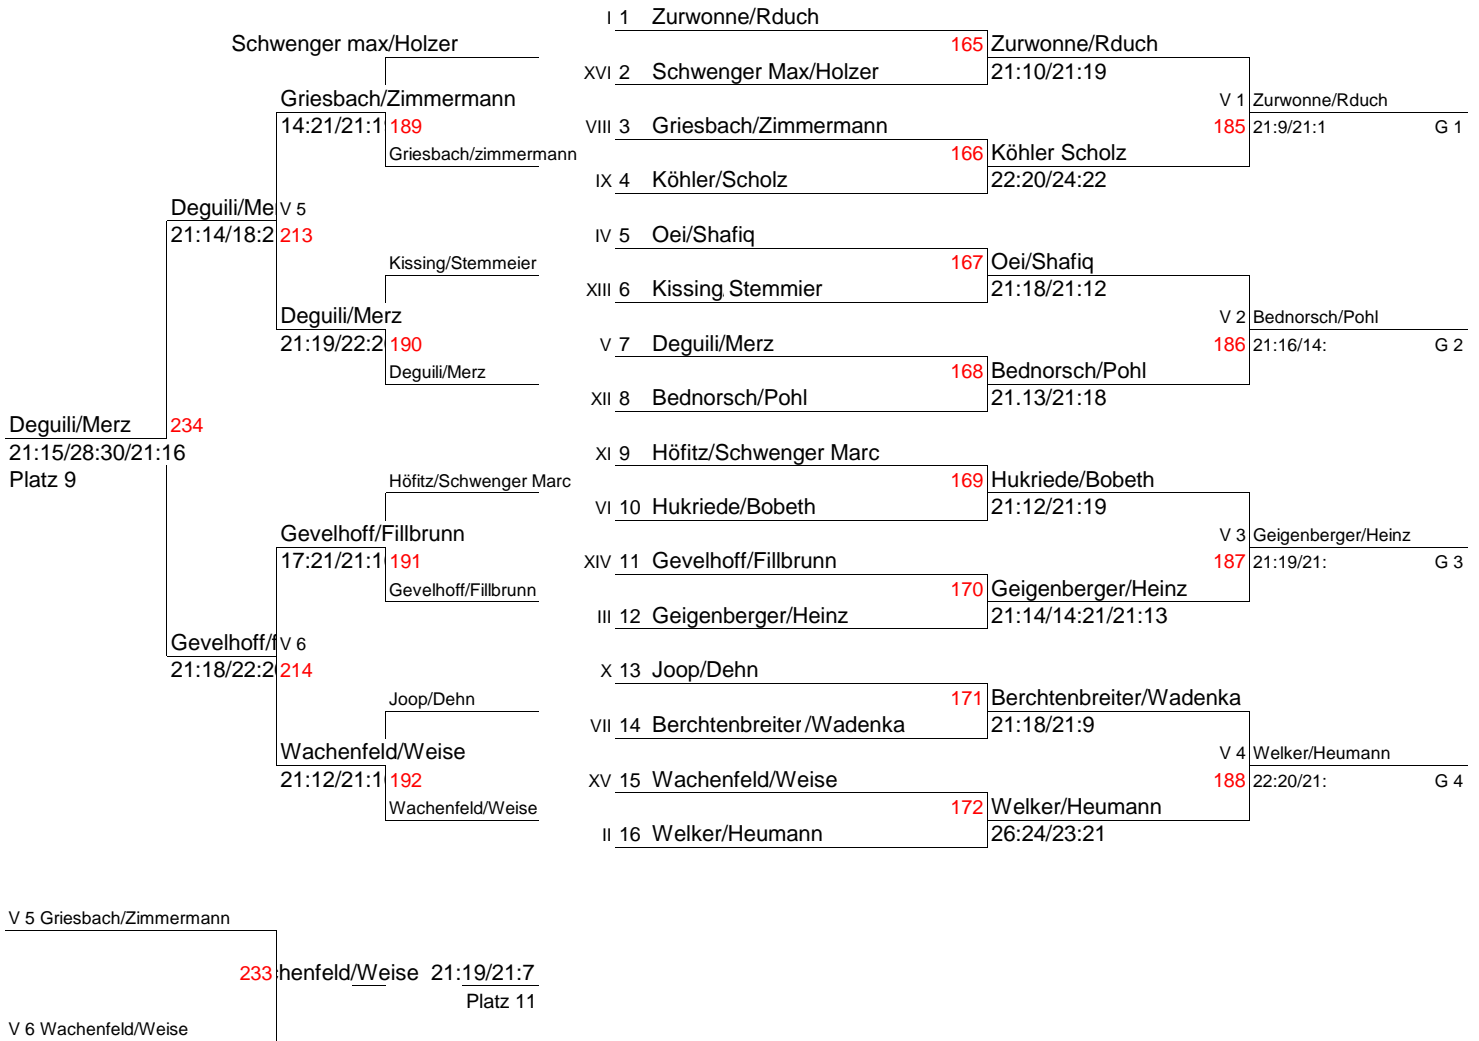 I 1 Zurwonne/Rduch
Schwenger max/Holzer 165 Zurwonne/Rduch
XVI 2 Schwenger Max/Holzer 21:10/21:19
Griesbach/Zimmermann V 1 Zurwonne/Rduch
14:21/21:1 189 VIII 3 Griesbach/Zimmermann 185 21:9/21:1 G 1
Griesbach/zimmermann 166 Köhler Scholz
IX 4 Köhler/Scholz 22:20/24:22
Deguili/Me V 5
21:14/18:2 213 IV 5 Oei/Shafiq
Kissing/Stemmeier 167 Oei/Shafiq
XIII 6 Kissing Stemmier 21:18/21:12
Deguili/Merz V 2 Bednorsch/Pohl
21:19/22:2 190 V 7 Deguili/Merz 186 21:16/14: G 2
Deguili/Merz 168 Bednorsch/Pohl
XII 8 Bednorsch/Pohl 21.13/21:18
Deguili/Merz 234
21:15/28:30/21:16 XI 9 Höfitz/Schwenger Marc
Platz 9 Höfitz/Schwenger Marc 169 Hukriede/Bobeth
VI 10 Hukriede/Bobeth 21:12/21:19
Gevelhoff/Fillbrunn V 3 Geigenberger/Heinz
17:21/21:1 191 XIV 11 Gevelhoff/Fillbrunn 187 21:19/21: G 3
Gevelhoff/Fillbrunn 170 Geigenberger/Heinz
III 12 Geigenberger/Heinz 21:14/14:21/21:13
Gevelhoff/f V 6
21:18/22:2 214 X 13 Joop/Dehn
Joop/Dehn 171 Berchtenbreiter/Wadenka
VII 14 Berchtenbreiter/Wadenka 21:18/21:9
Wachenfeld/Weise V 4 Welker/Heumann
21:12/21:1 192 XV 15 Wachenfeld/Weise 188 22:20/21: G 4
Wachenfeld/Weise 172 Welker/Heumann
II 16 Welker/Heumann 26:24/23:21
V 5 Griesbach/Zimmermann
233 henfeld/Weise 21:19/21:7
Platz 11
V 6 Wachenfeld/Weise